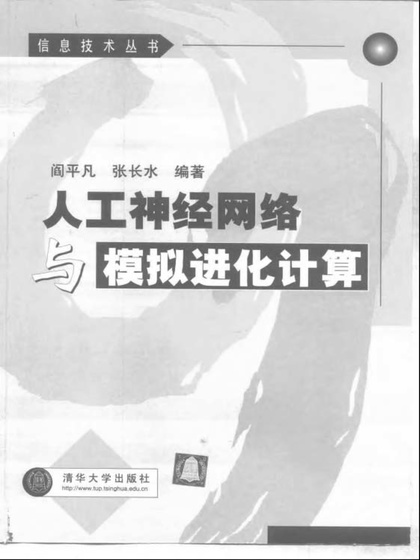 信息技术丛书
阎平凡 张长水 编著
人工神经网络
与模拟进化计算
清华大学出版社
http://www.tup.tsinghua.edu.cn